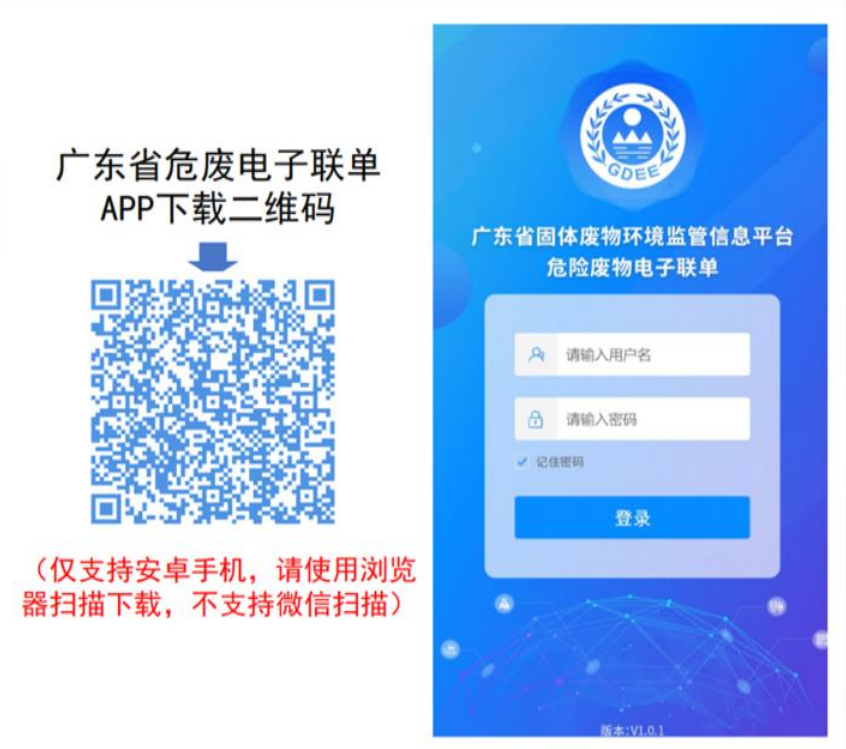 广东省危废电子联单
APP下载二维码
（仅支持安卓手机，请使用浏览
器扫描下载，不支持微信扫描）
GDEE
广东省固体废物环境监管信息平台
危险废物电子联单
请输入用户名
请输入密码
记住密码
登录
版本:V1.0.1